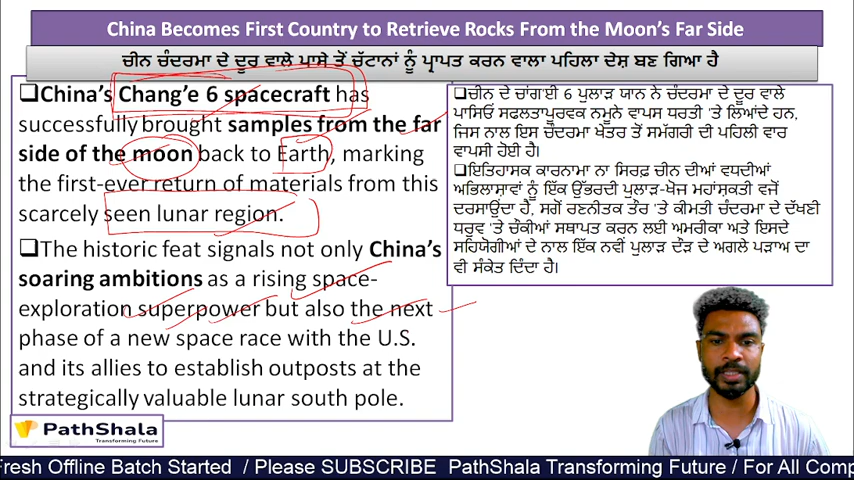 China Becomes First Country to Retrieve Rocks From the Moon's Far Side
ਚੀਨ ਚੰਦਰਮਾ ਦੇ ਦੂਰ ਵਾਲੇ ਪਾਸੇ ਤੋਂ ਚੱਟਾਨਾਂ ਨੂੰ ਪ੍ਰਾਪਤ ਕਰਨ ਵਾਲਾ ਪਹਿਲਾ ਦੇਸ਼ ਬਣ ਗਿਆ ਹੈ
❑China's Chang'e 6 spacecraft has
successfully brought samples from the far
side of the moon back to Earth, marking
the first-ever return of materials from this
scarcely seen lunar region.
❑The historic feat signals not only China's
soaring ambitions as a rising space-
exploration superpower but also the next
phase of a new space race with the U.S.
and its allies to establish outposts at the
strategically valuable lunar south pole.
❑ਚੀਨ ਦੇ ਚਾਂਗਈ 6 ਪੁਲਾੜ ਯਾਨ ਨੇ ਚੰਦਰਮਾ ਦੇ ਦੂਰ ਵਾਲੇ
ਪਾਸਿਓਂ ਸਫਲਤਾਪੂਰਵਕ ਨਮੂਨੇ ਵਾਪਸ ਧਰਤੀ 'ਤੇ ਲਿਆਂਦੇ ਹਨ,
ਜਿਸ ਨਾਲ ਇਸ ਚੰਦਰਮਾ ਖੇਤਰ ਤੋਂ ਸਮੱਗਰੀ ਦੀ ਪਹਿਲੀ ਵਾਰ
ਵਾਪਸੀ ਹੋਈ ਹੈ।
❑ਇਤਿਹਾਸਕ ਕਾਰਨਾਮਾ ਨਾ ਸਿਰਫ਼ ਚੀਨ ਦੀਆਂ ਵਧਦੀਆਂ
ਅਭਿਲਾਸ਼ਾਵਾਂ ਨੂੰ ਇੱਕ ਉੱਭਰਦੀ ਪੁਲਾੜ-ਖੋਜ ਮਹਾਂਸ਼ਕਤੀ ਵਜੋਂ
ਦਰਸਾਉਂਦਾ ਹੈ, ਸਗੋਂ ਰਣਨੀਤਕ ਤੌਰ 'ਤੇ ਕੀਮਤੀ ਚੰਦਰਮਾ ਦੇ ਦੱਖਣੀ
ਧਰੁਵ 'ਤੇ ਚੌਂਕੀਆਂ ਸਥਾਪਤ ਕਰਨ ਲਈ ਅਮਰੀਕਾ ਅਤੇ ਇਸਦੇ
ਸਹਿਯੋਗੀਆਂ ਦੇ ਨਾਲ ਇੱਕ ਨਵੀਂ ਪੁਲਾੜ ਦੌੜ ਦੇ ਅਗਲੇ ਪੜਾਅ ਦਾ
ਵੀ ਸੰਕੇਤ ਦਿੰਦਾ ਹੈ।
PathShala
Transforming Future
Fresh Offline Batch Started / Please SUBSCRIBE PathShala Transforming Future / For All Comp